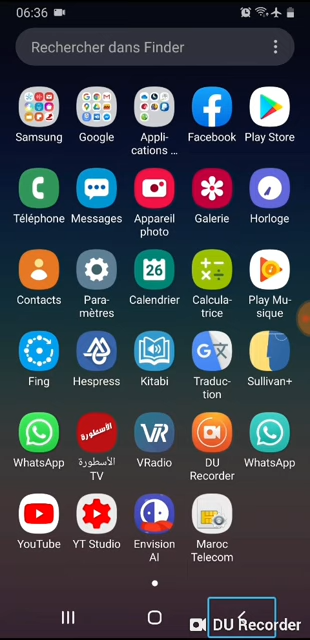 06:36
Rechercher dans Finder
Samsung
Google
Appli-
cations ...
Facebook
Play Store
Téléphone
Messages
Appareil
photo
Galerie
Horloge
Contacts
Para-
mètres
26
Calendrier
Calcula-
trice
Play Mu-
sique
Fing
Hespress
Kitabi
G
Traduc-
tion
Sullivan+
WhatsApp
الأسطورة
الأسطورة
TV
VR
VRadio
DU
Recorder
WhatsApp
YouTube
YT Studio
Envision
AI
Maroc
Telecom
DU Recorder